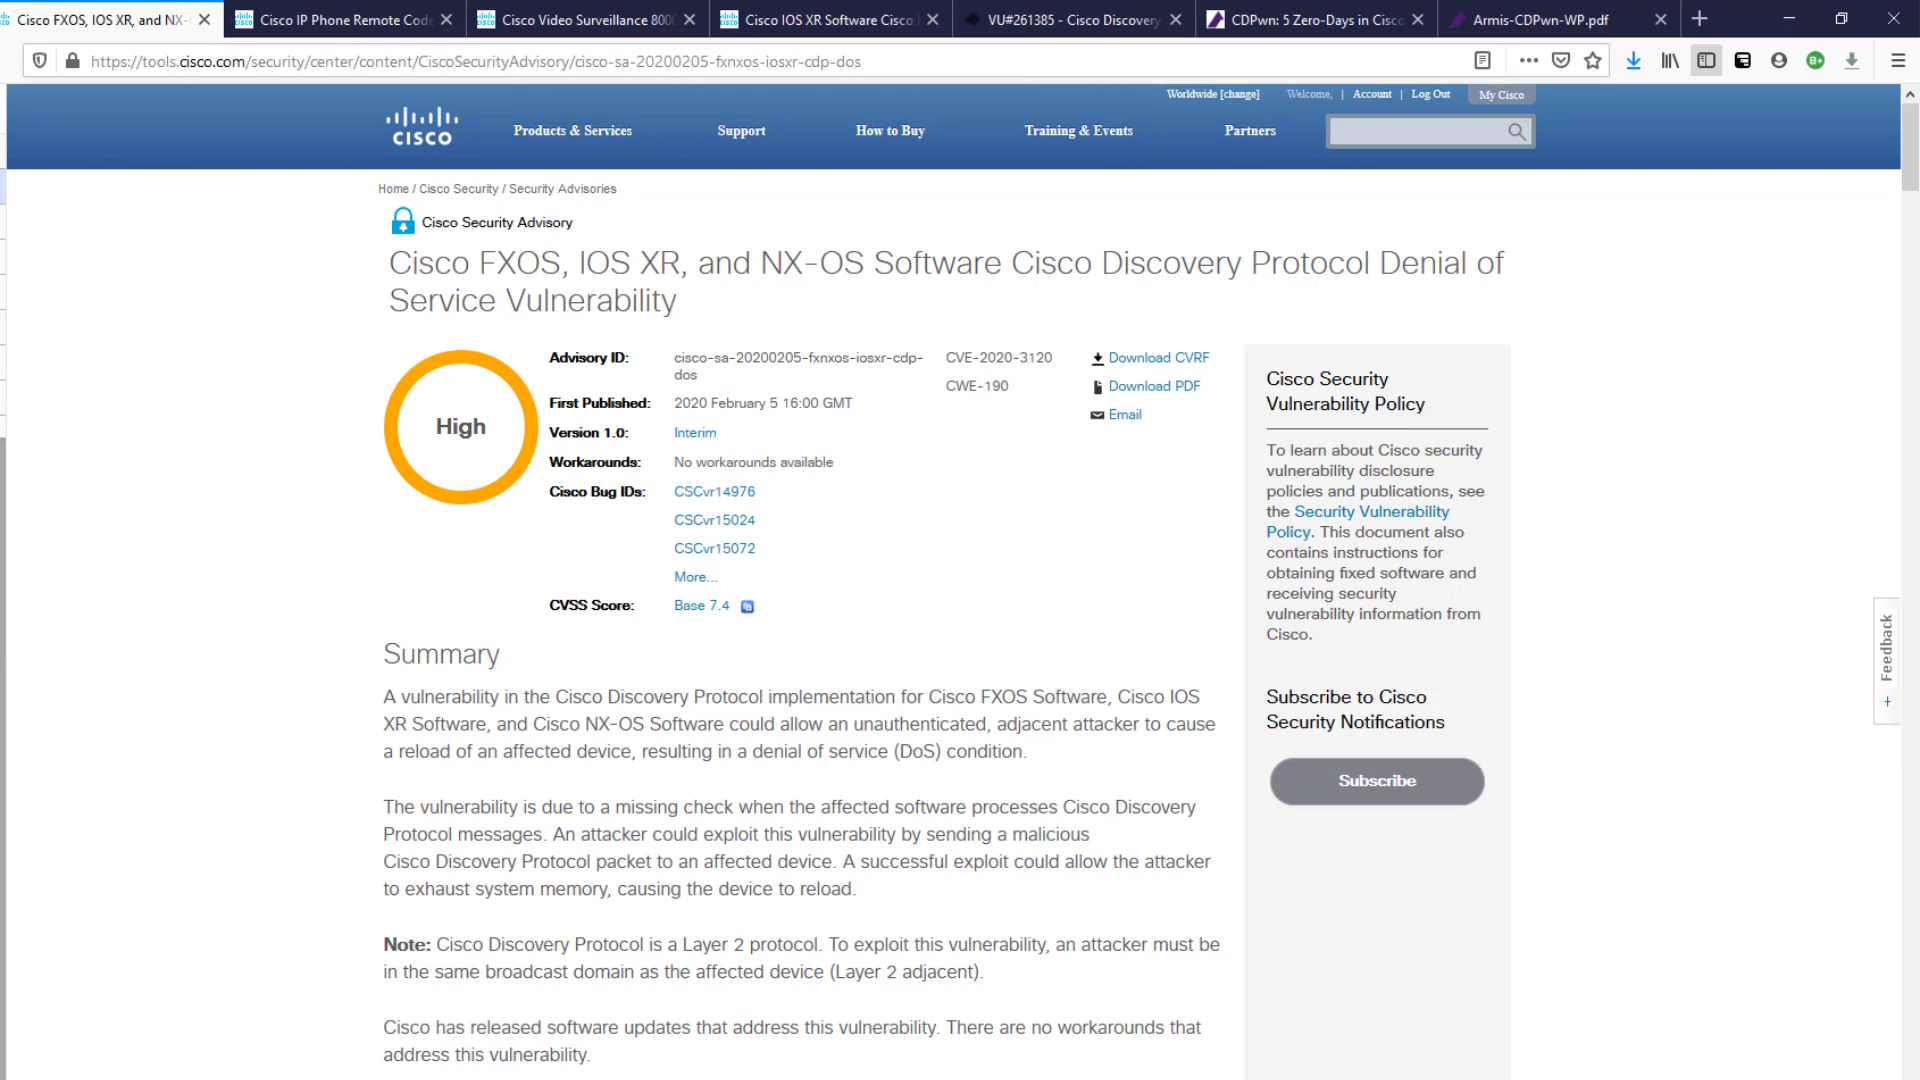 Cisco FXOS, IOS XR, and NX-
Cisco IP Phone Remote Code
Cisco Video Surveillance 800
Cisco IOS XR Software Cisco
VU#261385 - Cisco Discovery
CDPwn: 5 Zero-Days in Cisco
Armis-CDPwn-WP.pdf
https://tools.cisco.com/security/center/content/CiscoSecurityAdvisory/cisco-sa-20200205-fxnxos-iosxr-cdp-dos
Worldwide [change] Welcome, | Account | Log Out My Cisco
CISCO
Products & Services Support How to Buy Training & Events Partners
Home / Cisco Security / Security Advisories
Cisco Security Advisory
Cisco FXOS, IOS XR, and NX-OS Software Cisco Discovery Protocol Denial of
Service Vulnerability
High
Advisory ID: cisco-sa-20200205-fxnxos-iosxr-cdp-
dos
First Published: 2020 February 5 16:00 GMT
Version 1.0: Interim
Workarounds: No workarounds available
Cisco Bug IDs: CSCvr14976
CSCvr15024
CSCvr15072
More...
CVSS Score: Base 7.4
CVE-2020-3120
CWE-190
Download CVRF
Download PDF
Email
Summary
A vulnerability in the Cisco Discovery Protocol implementation for Cisco FXOS Software, Cisco IOS
XR Software, and Cisco NX-OS Software could allow an unauthenticated, adjacent attacker to cause
a reload of an affected device, resulting in a denial of service (DoS) condition.
The vulnerability is due to a missing check when the affected software processes Cisco Discovery
Protocol messages. An attacker could exploit this vulnerability by sending a malicious
Cisco Discovery Protocol packet to an affected device. A successful exploit could allow the attacker
to exhaust system memory, causing the device to reload.
Note: Cisco Discovery Protocol is a Layer 2 protocol. To exploit this vulnerability, an attacker must be
in the same broadcast domain as the affected device (Layer 2 adjacent).
Cisco has released software updates that address this vulnerability. There are no workarounds that
address this vulnerability.
Cisco Security
Vulnerability Policy
To learn about Cisco security
vulnerability disclosure
policies and publications, see
the Security Vulnerability
Policy. This document also
contains instructions for
obtaining fixed software and
receiving security
vulnerability information from
Cisco.
Subscribe to Cisco
Security Notifications
Subscribe
Feedback